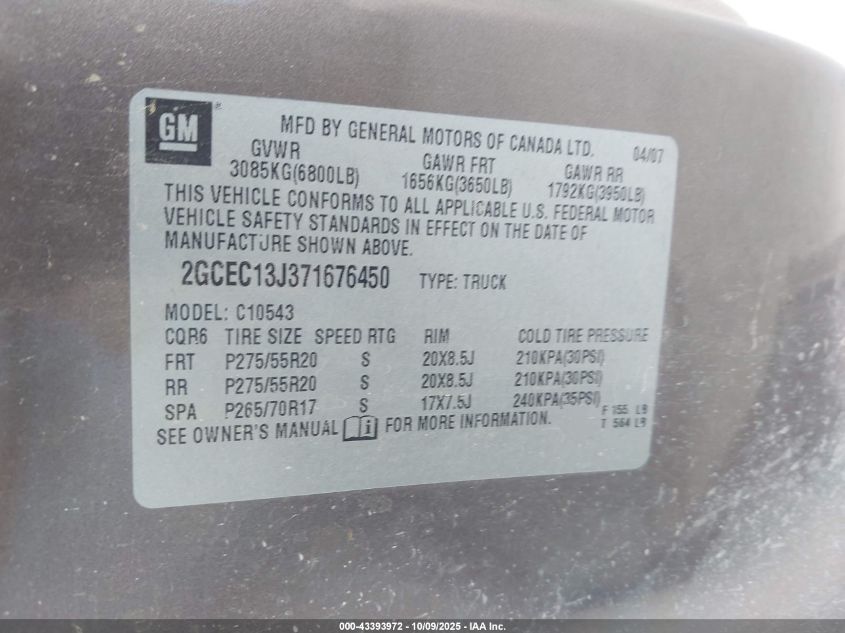 GM ®
MFD BY GENERAL MOTORS OF CANADA LTD. 04/07
GVWR GAWR FRT GAWR RR
3085KG(6800LB) 1656KG(3650LB) 1792KG(3950LB)
THIS VEHICLE CONFORMS TO ALL APPLICABLE U.S. FEDERAL MOTOR
VEHICLE SAFETY STANDARDS IN EFFECT ON THE DATE OF
MANUFACTURE SHOWN ABOVE.
2GCEC13J371676450 TYPE: TRUCK
MODEL: C10543
CQR6 TIRE SIZE SPEED RTG RIM COLD TIRE PRESSURE
FRT P275/55R20 S 20X8.5J 210KPA(30PSI)
RR P275/55R20 S 20X8.5J 210KPA(30PSI)
SPA P265/70R17 S 17X7.5J 240KPA(35PSI)
F 155 LB
T 564 LB
SEE OWNER'S MANUAL i FOR MORE INFORMATION.
000-43393972 - 10/09/2025 - IAA Inc.